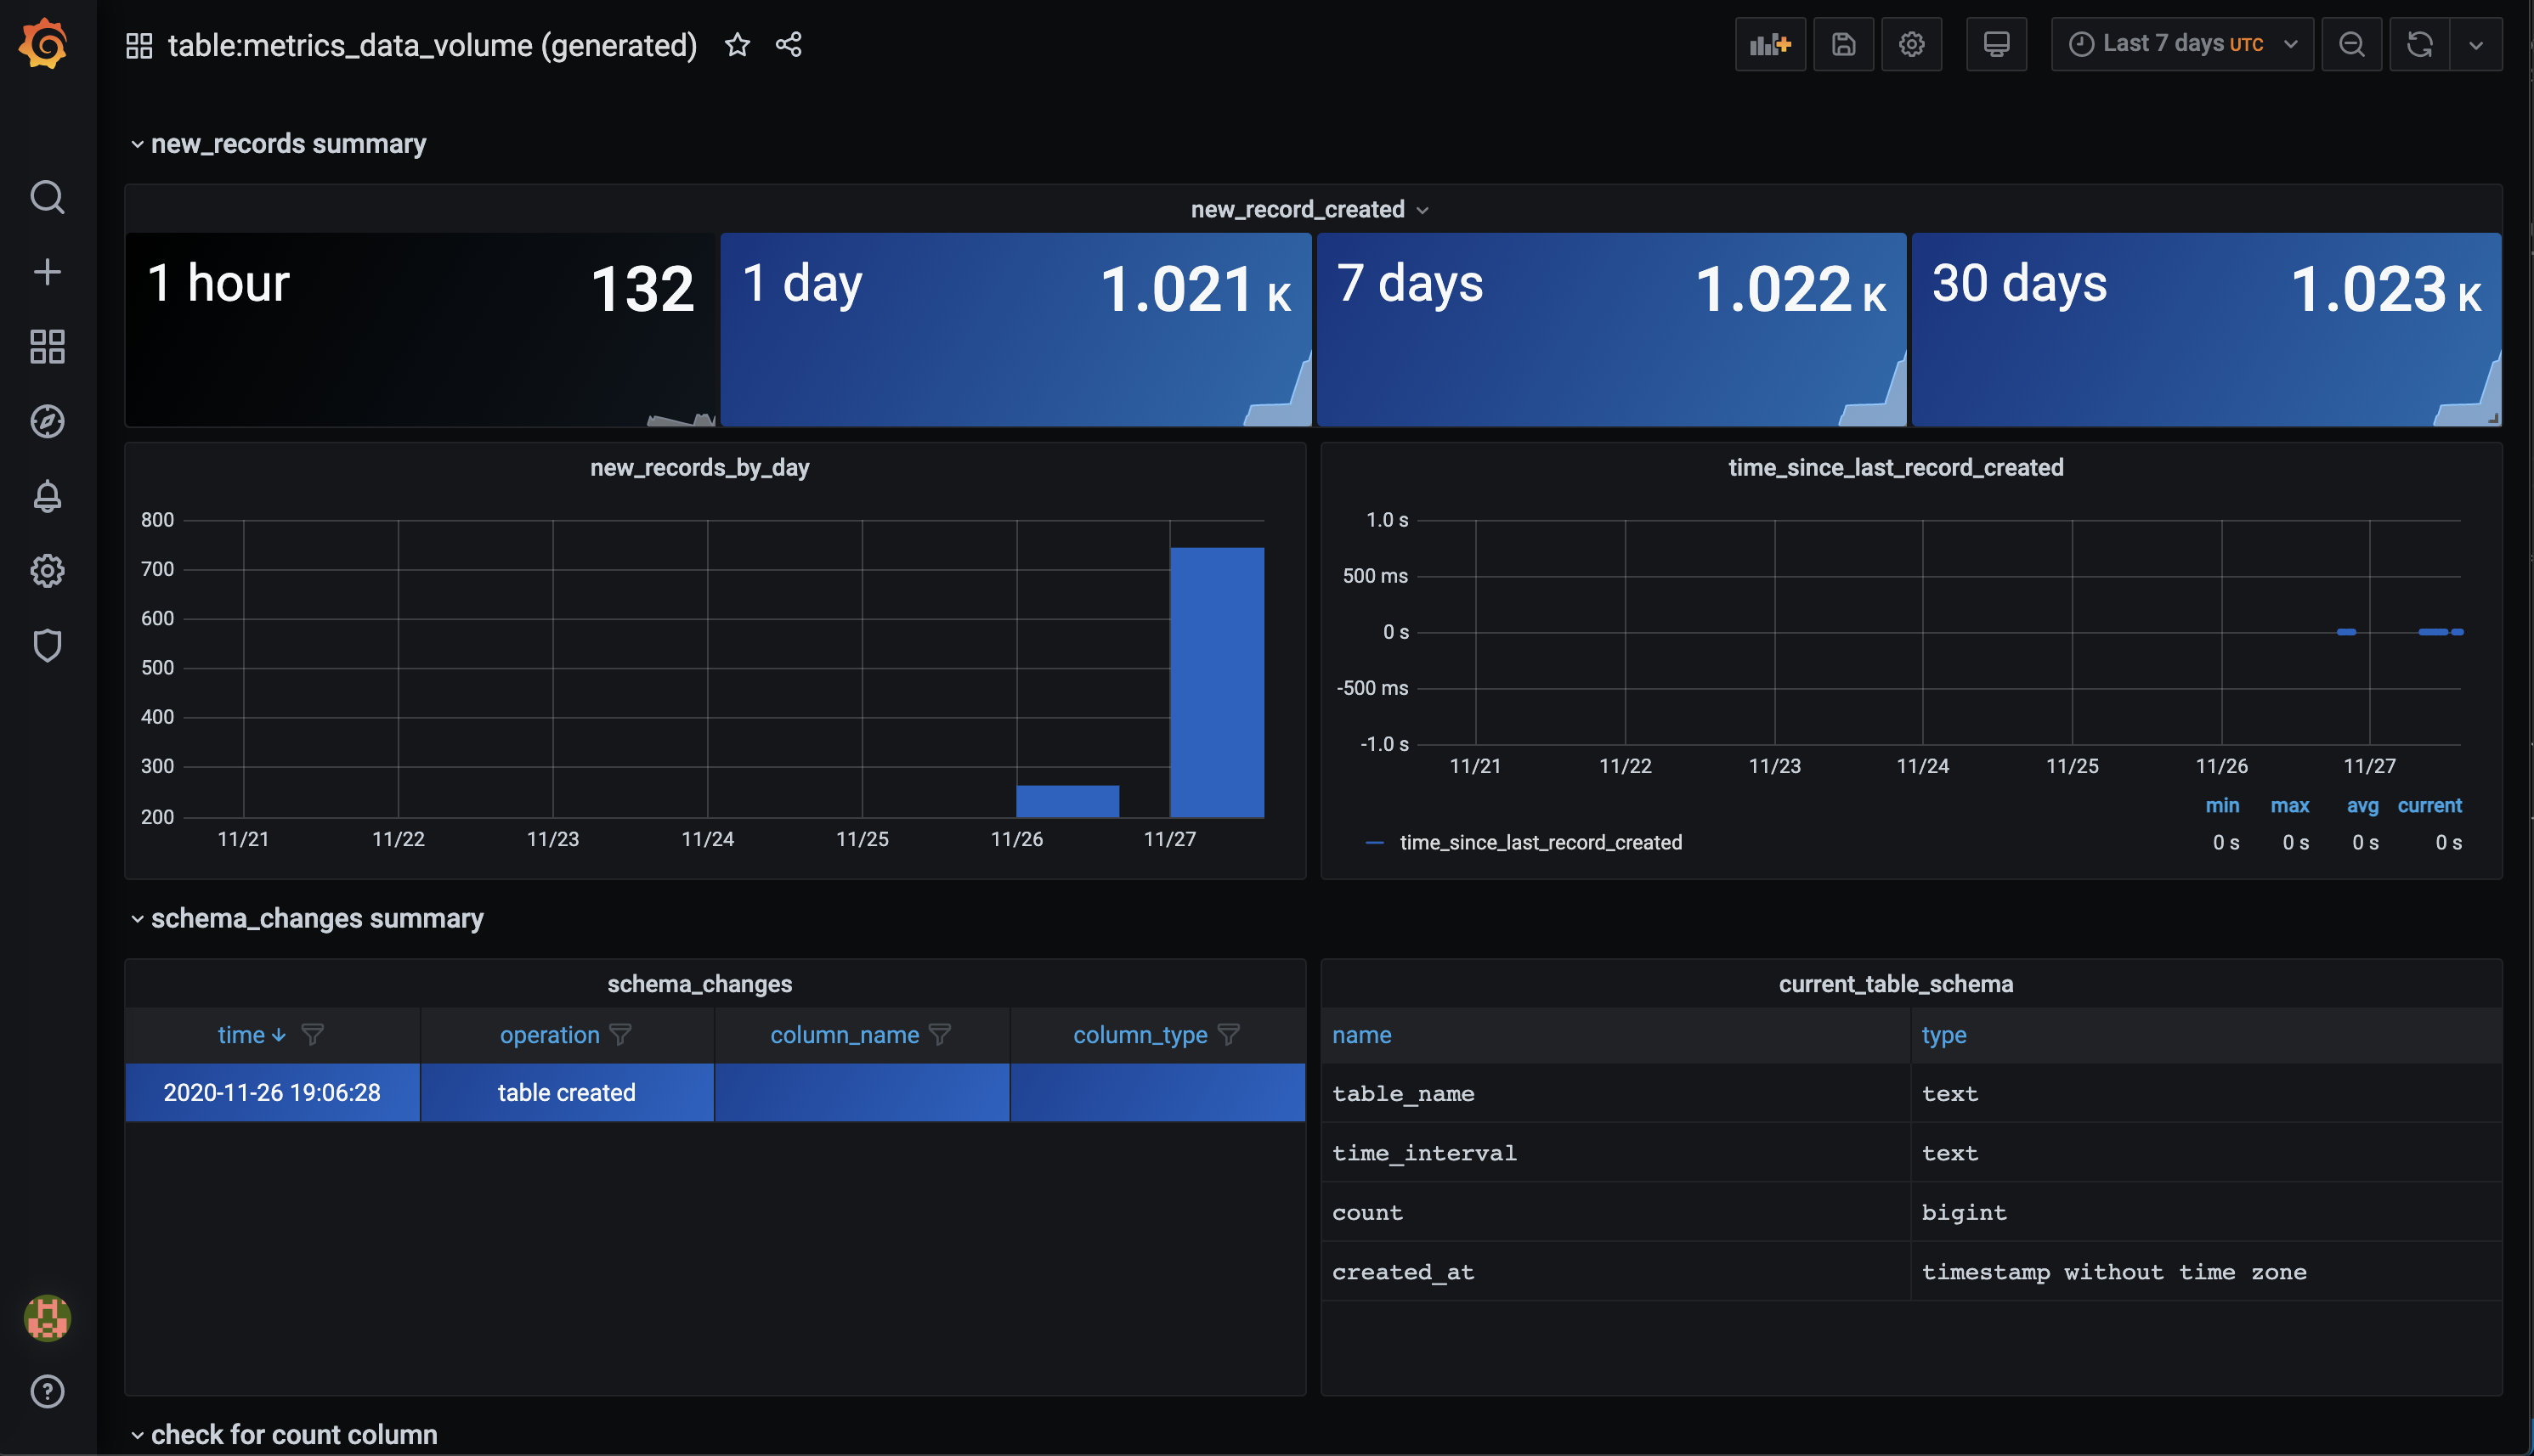 table:metrics_data_volume (generated)
Last 7 days UTC
new_records summary
new_record_created
1 hour 132
1 day 1.021 K
7 days 1.022 K
30 days 1.023 K
new_records_by_day
800
700
600
500
400
300
200
11/21 11/22 11/23 11/24 11/25 11/26 11/27
time_since_last_record_created
1.0 s
500 ms
0 s
-500 ms
-1.0 s
11/21 11/22 11/23 11/24 11/25 11/26 11/27
min max avg current
time_since_last_record_created 0 s 0 s 0 s 0 s
schema_changes summary
schema_changes
time operation column_name column_type
2020-11-26 19:06:28 table created
current_table_schema
name type
table_name text
time_interval text
count bigint
created_at timestamp without time zone
check for count column